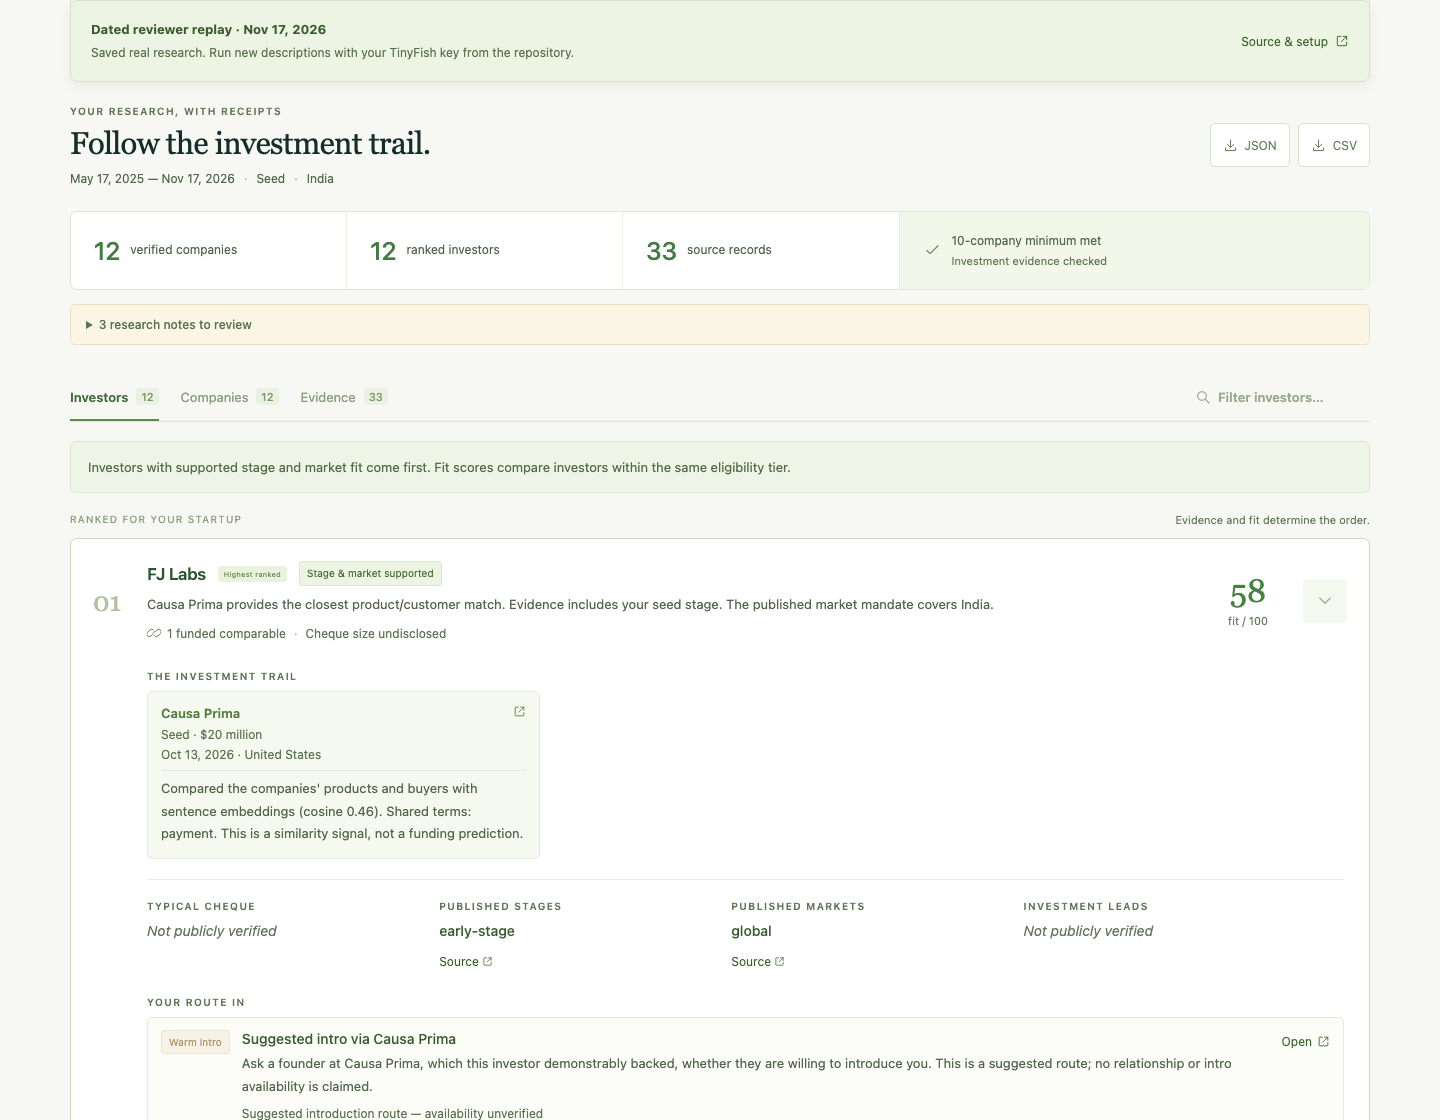 Dated reviewer replay · Nov 17, 2026
Saved real research. Run new descriptions with your TinyFish key from the repository.
Source & setup
YOUR RESEARCH, WITH RECEIPTS
Follow the investment trail.
May 17, 2025 — Nov 17, 2026 · Seed · India
JSON
CSV
12 verified companies
12 ranked investors
33 source records
10-company minimum met
Investment evidence checked
3 research notes to review
Investors 12
Companies 12
Evidence 33
Filter investors...
Investors with supported stage and market fit come first. Fit scores compare investors within the same eligibility tier.
RANKED FOR YOUR STARTUP
Evidence and fit determine the order.
01
FJ Labs
Highest ranked
Stage & market supported
Causa Prima provides the closest product/customer match. Evidence includes your seed stage. The published market mandate covers India.
1 funded comparable · Cheque size undisclosed
58
fit / 100
THE INVESTMENT TRAIL
Causa Prima
Seed · $20 million
Oct 13, 2026 · United States
Compared the companies' products and buyers with
sentence embeddings (cosine 0.46). Shared terms:
payment. This is a similarity signal, not a funding prediction.
TYPICAL CHEQUE
Not publicly verified
PUBLISHED STAGES
early-stage
Source
PUBLISHED MARKETS
global
Source
INVESTMENT LEADS
Not publicly verified
YOUR ROUTE IN
Warm intro
Suggested intro via Causa Prima
Open
Ask a founder at Causa Prima, which this investor demonstrably backed, whether they are willing to introduce you. This is a suggested route; no relationship or intro
availability is claimed.
Suggested introduction route — availability unverified